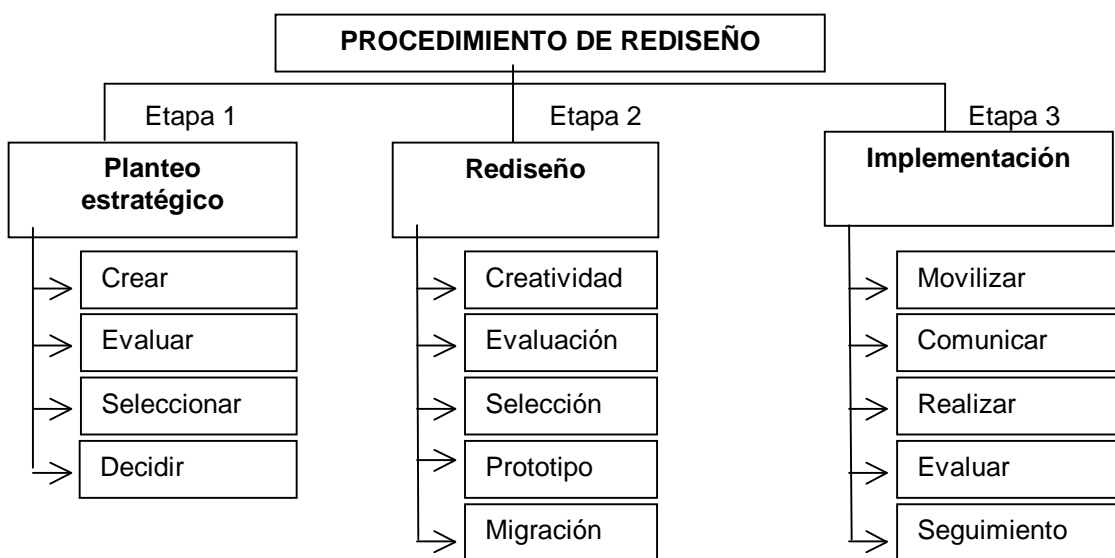 PROCEDIMIENTO DE REDISEÑO
Etapa 1
Etapa 2
Etapa 3
Planteo
estratégico
Rediseño
Implementación
Crear
Evaluar
Seleccionar
Decidir
Creatividad
Evaluación
Selección
Prototipo
Migración
Movilizar
Comunicar
Realizar
Evaluar
Seguimiento